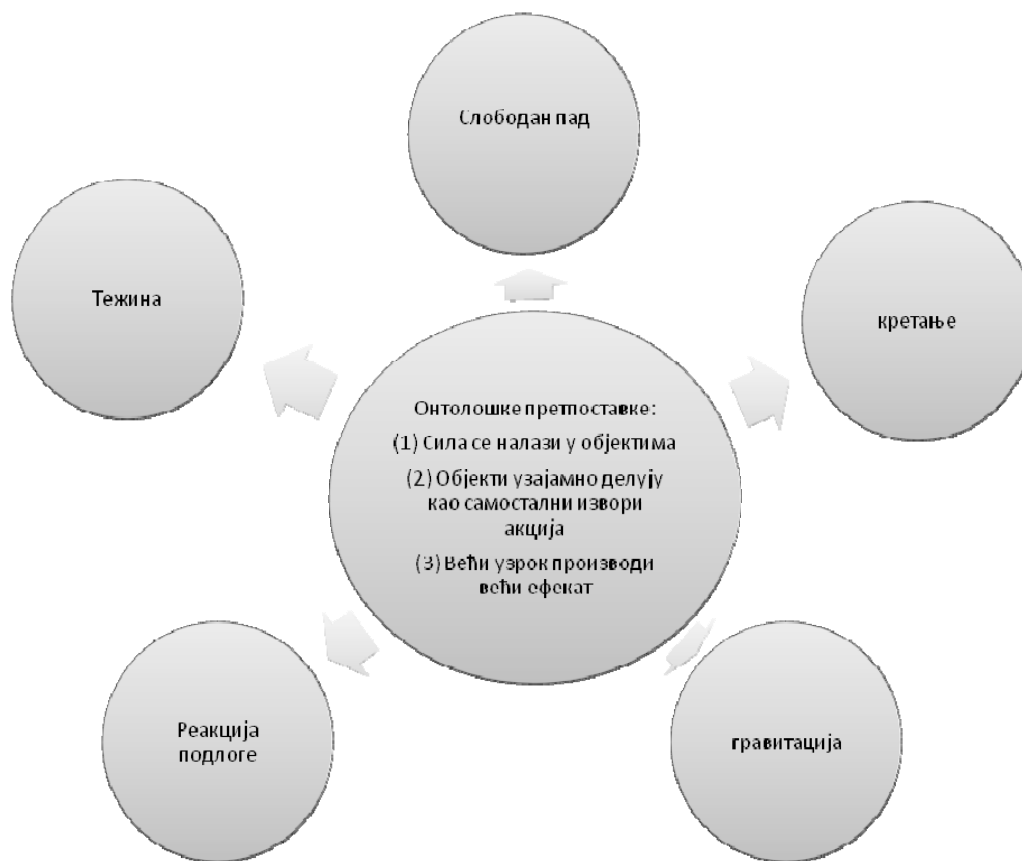 Слободан пад
Тежина
кретање
Онтолошке претпоставке:
(1) Сила се налази у објектима
(2) Објекти узајамно делују
као самостални извори
акција
(3) Већи узрок производи
већи ефекат
Реакција
подлоге
гравитација